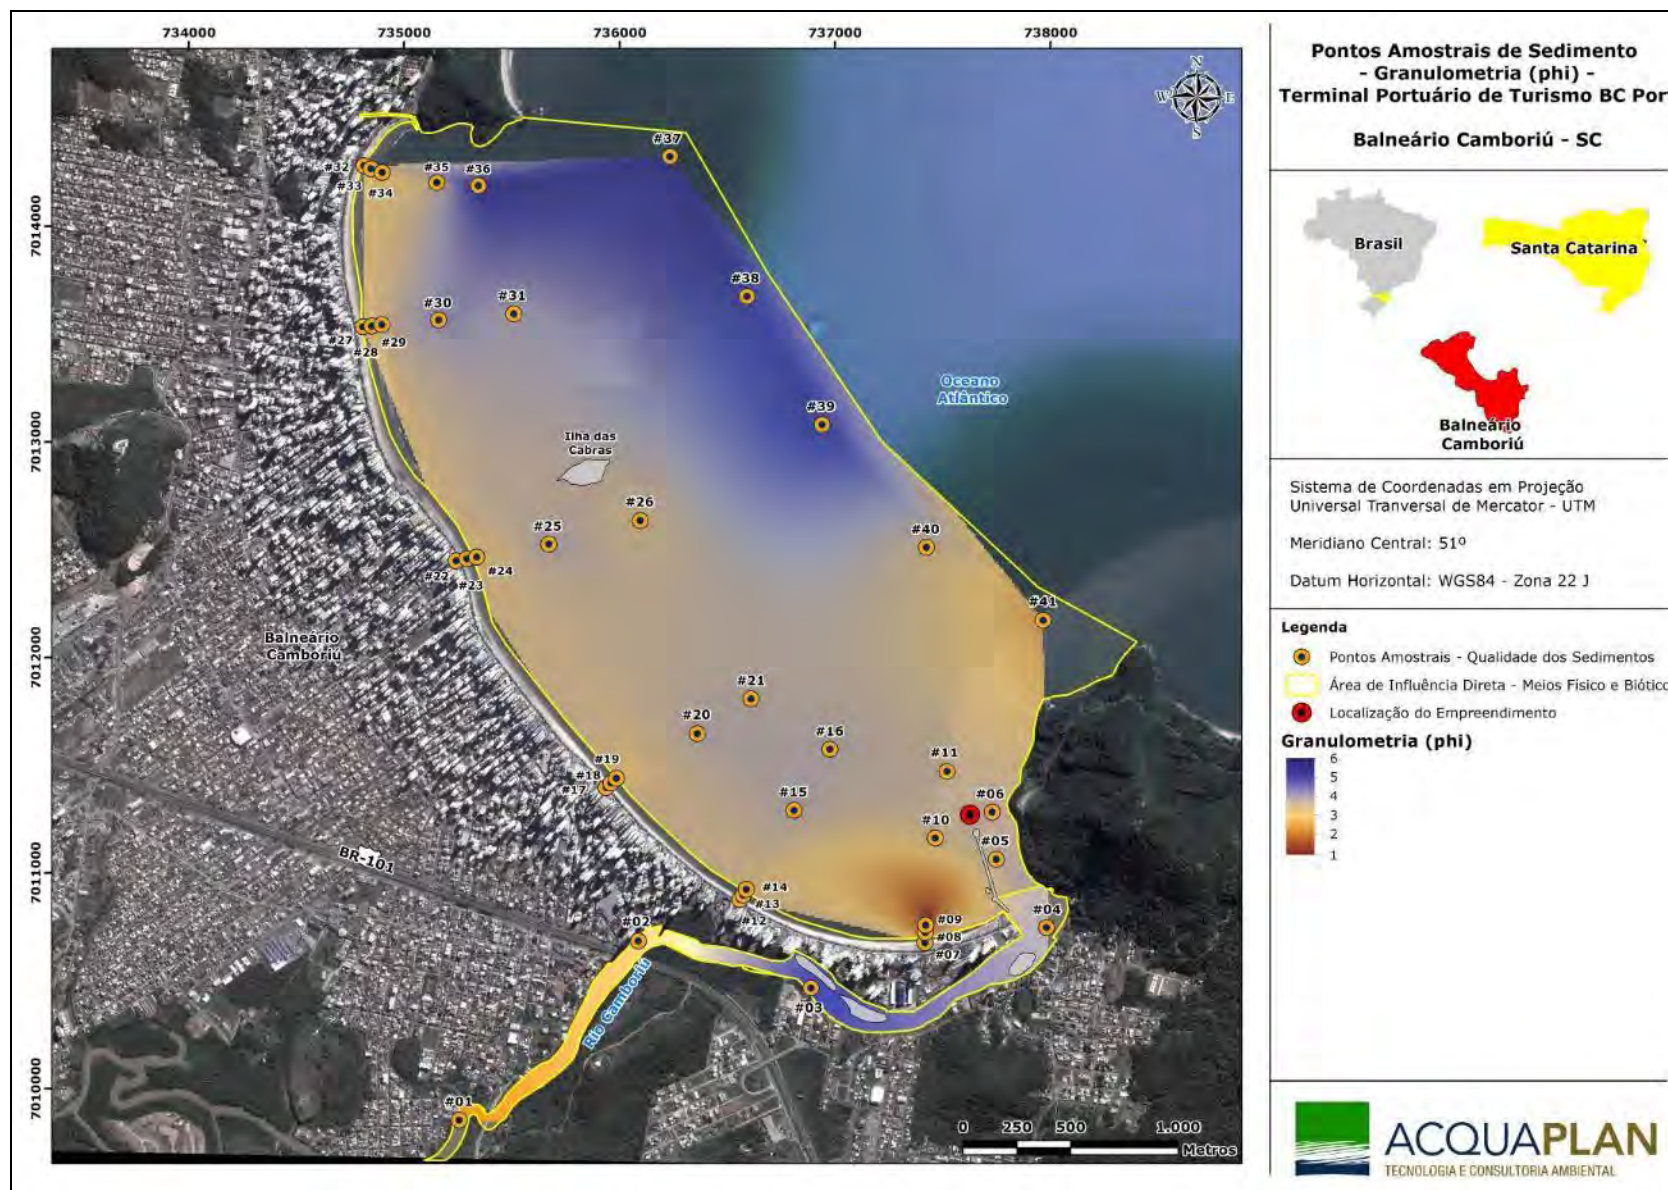 734000 735000 736000 737000 738000
7014000
7013000
7012000
7011000
7010000
N
W E
S
#32
#33
#34
#35
#36
#37
#38
#30
#31
#27
#28
#29
#39
Oceano
Atlântico
Ilha das
Cabras
#26
#25
#40
#22
#23
#24
#41
Balneário
Camboriú
#21
#20
#16
#19
#18
#17
#11
#15
#06
#10
#05
BR-101
#14
#13
#12
#09
#08
#07
#04
#02
#03
Rio Camboriú
#01
0 250 500 1.000
Metros
Pontos Amostrais de Sedimento
- Granulometria (phi) -
Terminal Portuário de Turismo BC Port
Balneário Camboriú - SC
Brasil
Santa Catarina
Balneário
Camboriú
Sistema de Coordenadas em Projeção
Universal Tranversal de Mercator - UTM
Meridiano Central: 51º
Datum Horizontal: WGS84 - Zona 22 J
Legenda
Pontos Amostrais - Qualidade dos Sedimentos
Área de Influência Direta - Meios Físico e Biótico
Localização do Empreendimento
Granulometria (phi)
6
5
4
3
2
1
ACQUAPLAN
TECNOLOGIA E CONSULTORIA AMBIENTAL